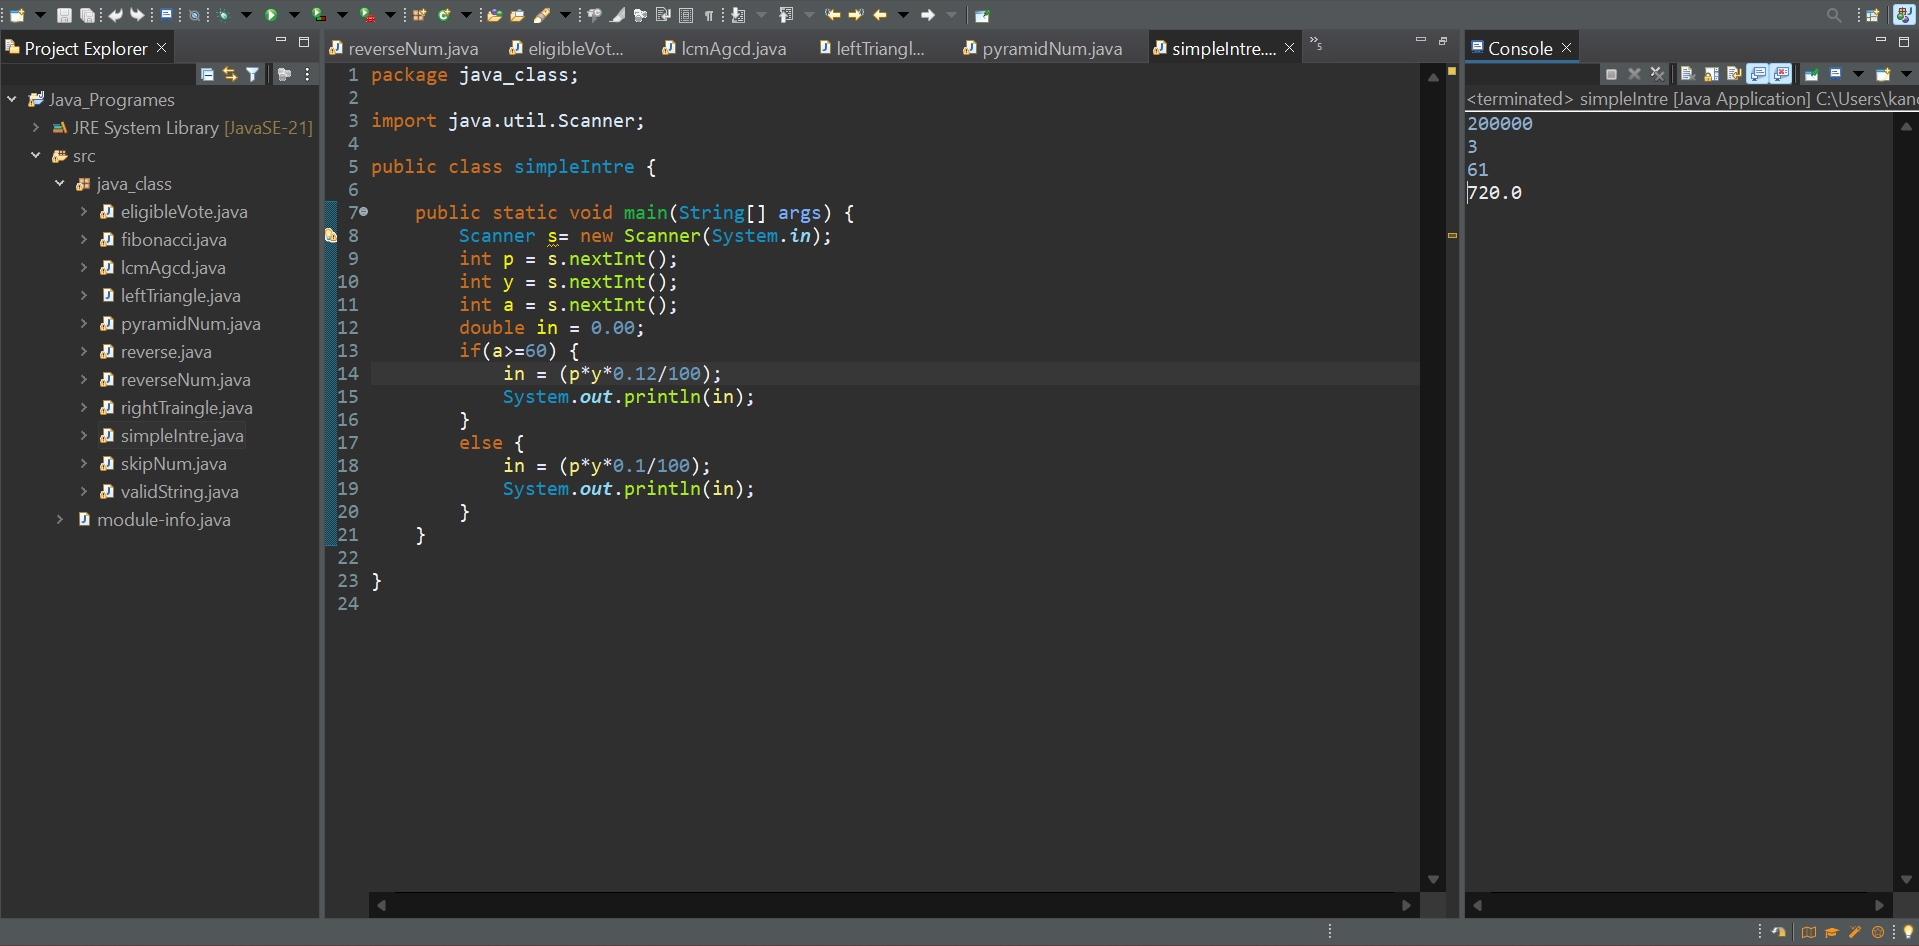 Project Explorer
Java_Programes
JRE System Library [JavaSE-21]
src
java_class
eligibleVote.java
fibonacci.java
lcmAgcd.java
leftTriangle.java
pyramidNum.java
reverse.java
reverseNum.java
rightTraingle.java
simpleIntre.java
skipNum.java
validString.java
module-info.java
reverseNum.java eligibleVot... lcmAgcd.java leftTriangl... pyramidNum.java simpleIntre.... »5
1 package java_class;
2
3 import java.util.Scanner;
4
5 public class simpleIntre {
6
7 public static void main(String[] args) {
8 Scanner s= new Scanner(System.in);
9 int p = s.nextInt();
10 int y = s.nextInt();
11 int a = s.nextInt();
12 double in = 0.00;
13 if(a>=60) {
14 in = (p*y*0.12/100);
15 System.out.println(in);
16 }
17 else {
18 in = (p*y*0.1/100);
19 System.out.println(in);
20 }
21 }
22
23 }
24
Console
<terminated> simpleIntre [Java Application] C:\Users\kan
200000
3
61
720.0